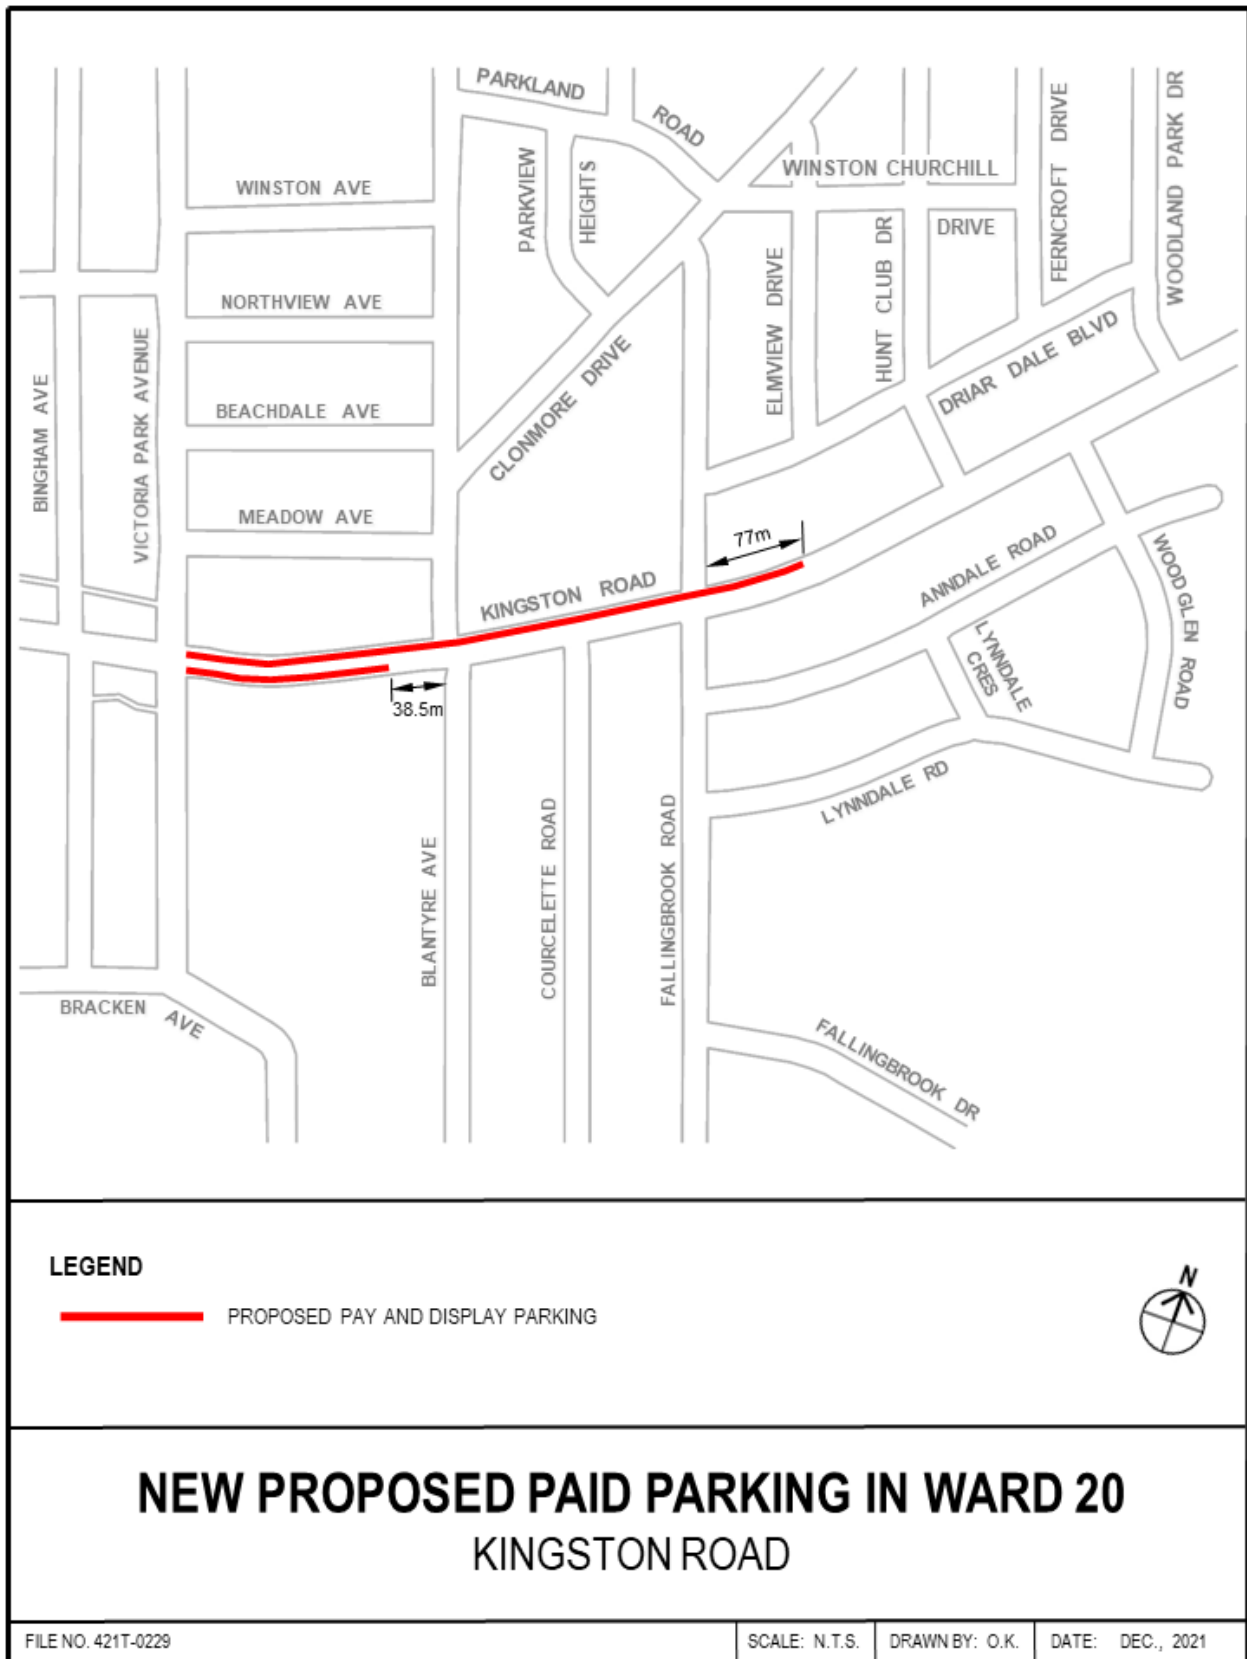 PARKLAND
ROAD
WINSTON CHURCHILL
DRIVE
FERNCROFT DRIVE
WOODLAND PARK DR
WINSTON AVE
PARKVIEW
HEIGHTS
HUNT CLUB DR
ELMVIEW DRIVE
NORTHVIEW AVE
VICTORIA PARK AVENUE
BINGHAM AVE
BEACHDALE AVE
CLONMORE DRIVE
DRIAR DALE BLVD
MEADOW AVE
77m
KINGSTON ROAD
ANNDALE ROAD
WOODGLEN ROAD
LYNNDALE
CRES
38.5m
LYNNDALE RD
BLANTYRE AVE
COURCELETTE ROAD
FALLINGBROOK ROAD
BRACKEN AVE
FALLINGBROOK DR
LEGEND
PROPOSED PAY AND DISPLAY PARKING
N
NEW PROPOSED PAID PARKING IN WARD 20
KINGSTON ROAD
FILE NO. 421T-0229
SCALE: N.T.S.
DRAWN BY: O.K.
DATE: DEC., 2021